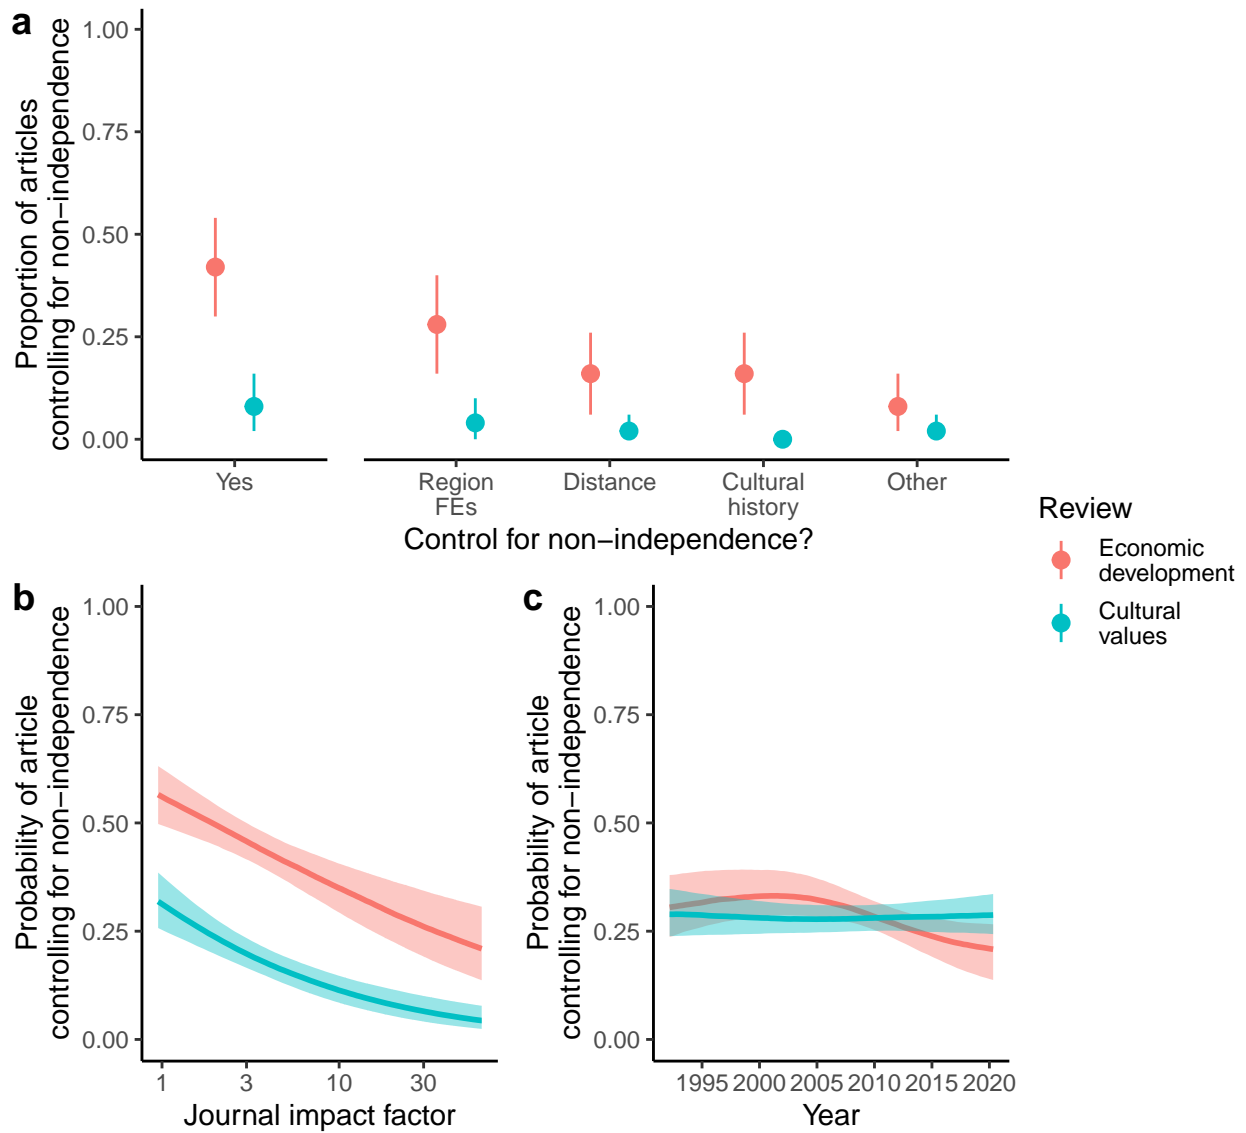 a
Proportion of articles
controlling for non−independence
1.00
0.75
0.50
0.25
0.00
Yes
Region
FEs
Distance
Cultural
history
Other
Control for non−independence?
Review
Economic
development
Cultural
values
b
Probability of article
controlling for non−independence
1.00
0.75
0.50
0.25
0.00
1
3
10
30
Journal impact factor
c
Probability of article
controlling for non−independence
1.00
0.75
0.50
0.25
0.00
1995
2000
2005
2010
2015
2020
Year